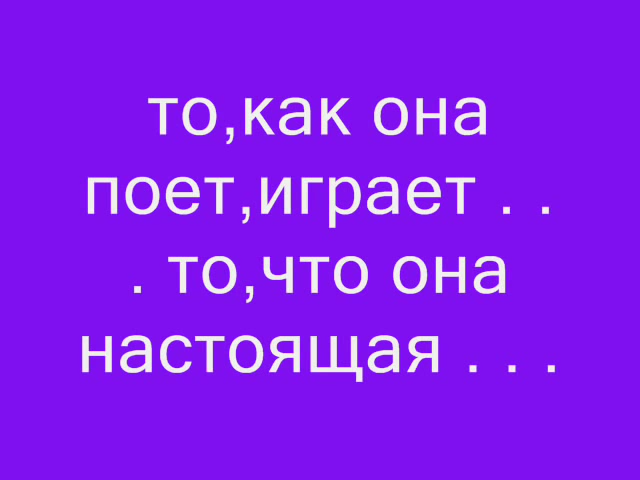 то,как она
поет,играет . .
. то,что она
настоящая . . .